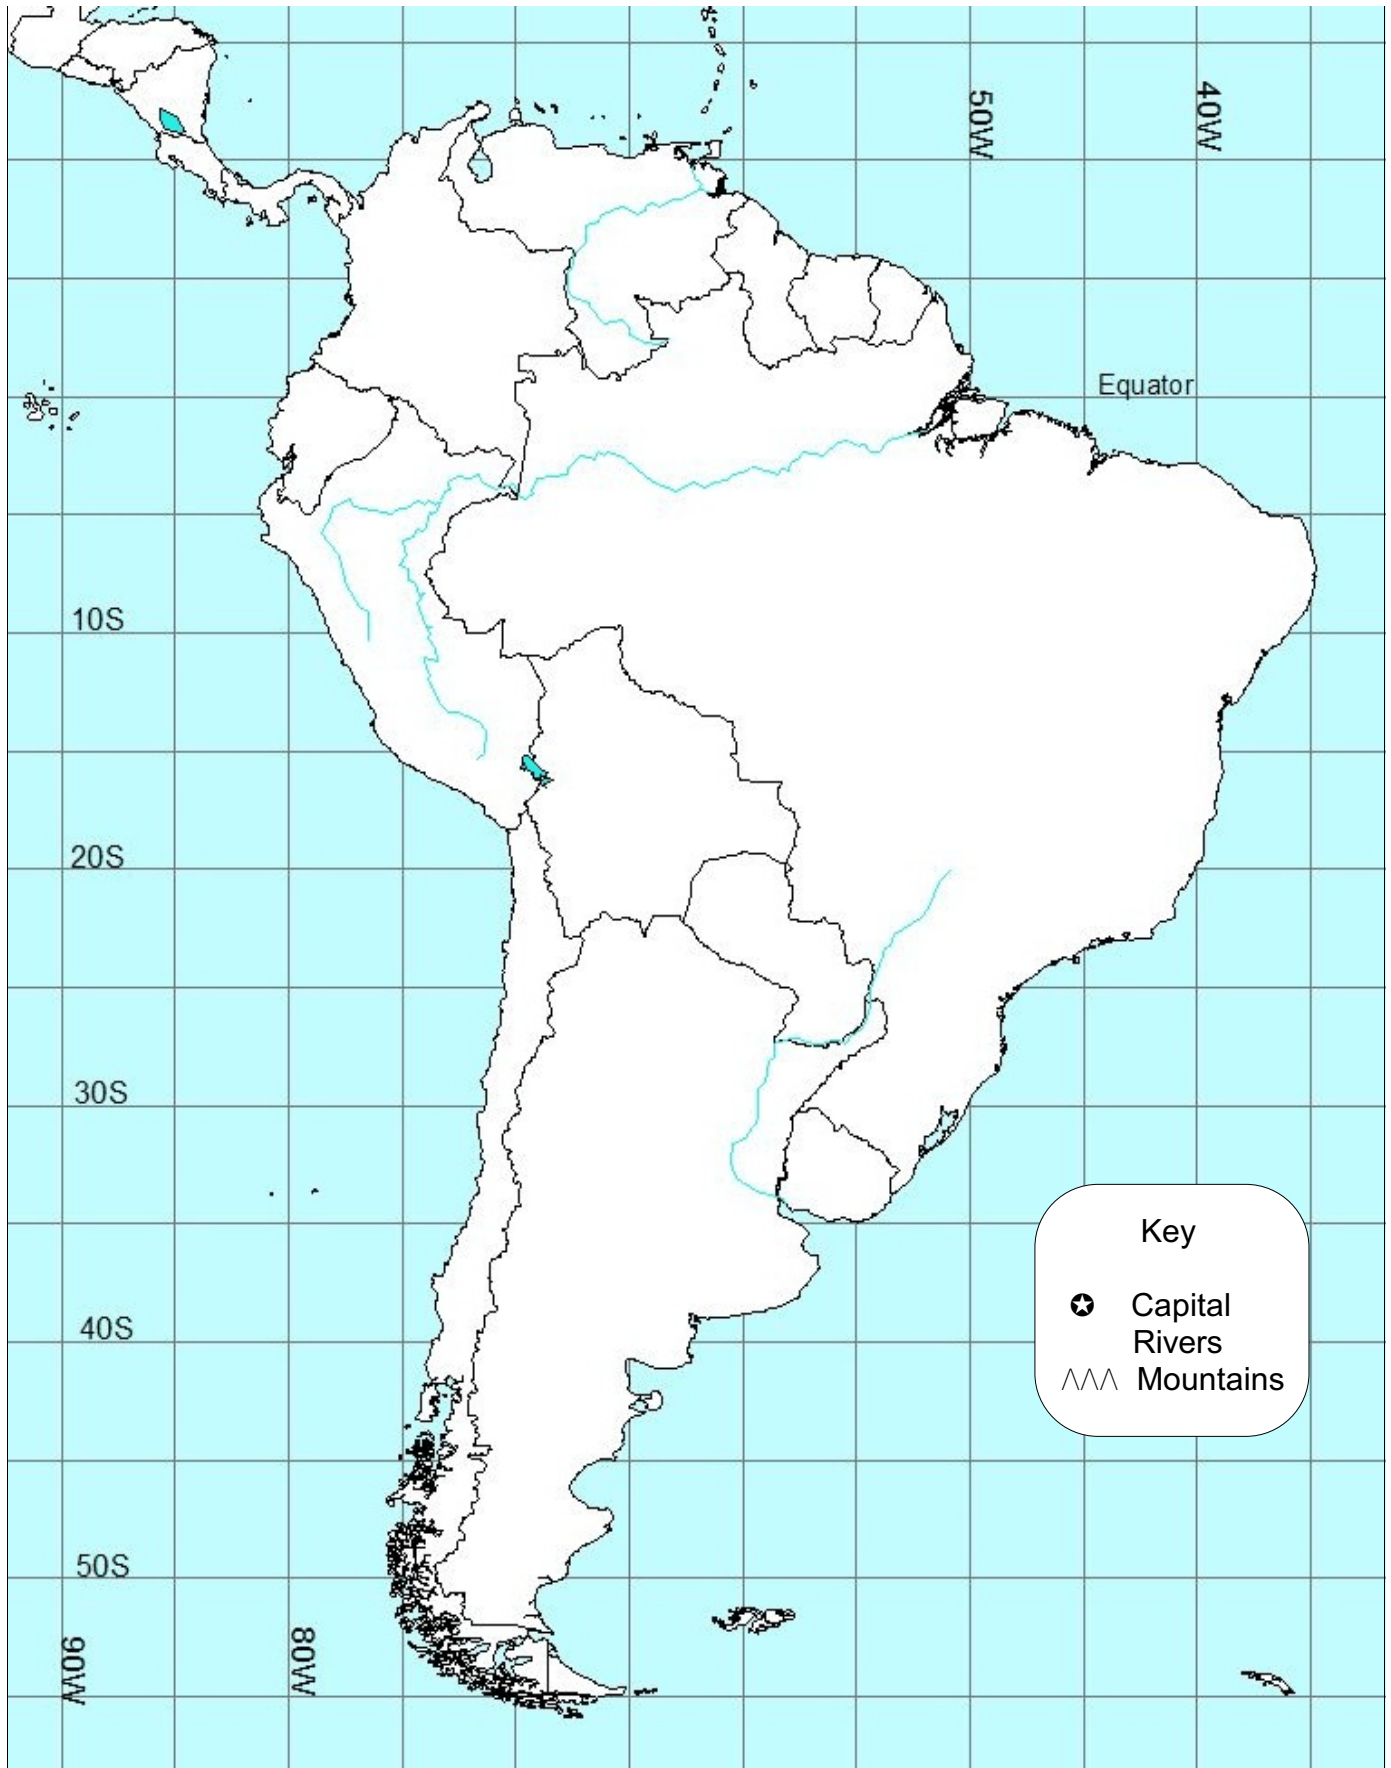 50W
40W
Equator
10S
20S
30S
Key
✪ Capital
Rivers
/\/\/\ Mountains
40S
50S
90W
80W